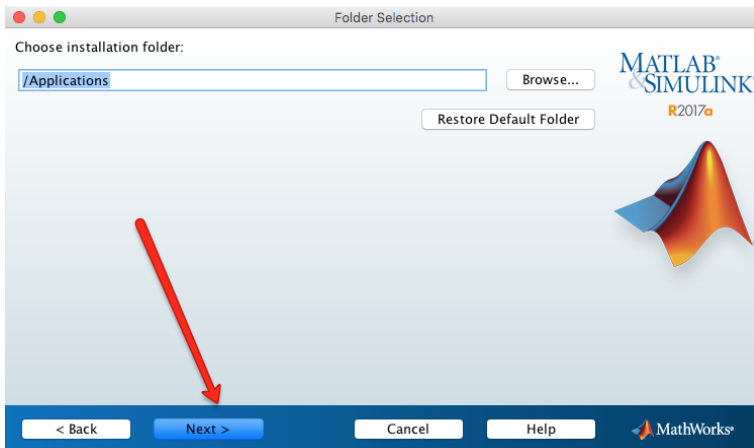 Folder Selection
Choose installation folder:
/Applications
Browse...
Restore Default Folder
MATLAB®
&SIMULINK®
R2017a
< Back
Next >
Cancel
Help
MathWorks®